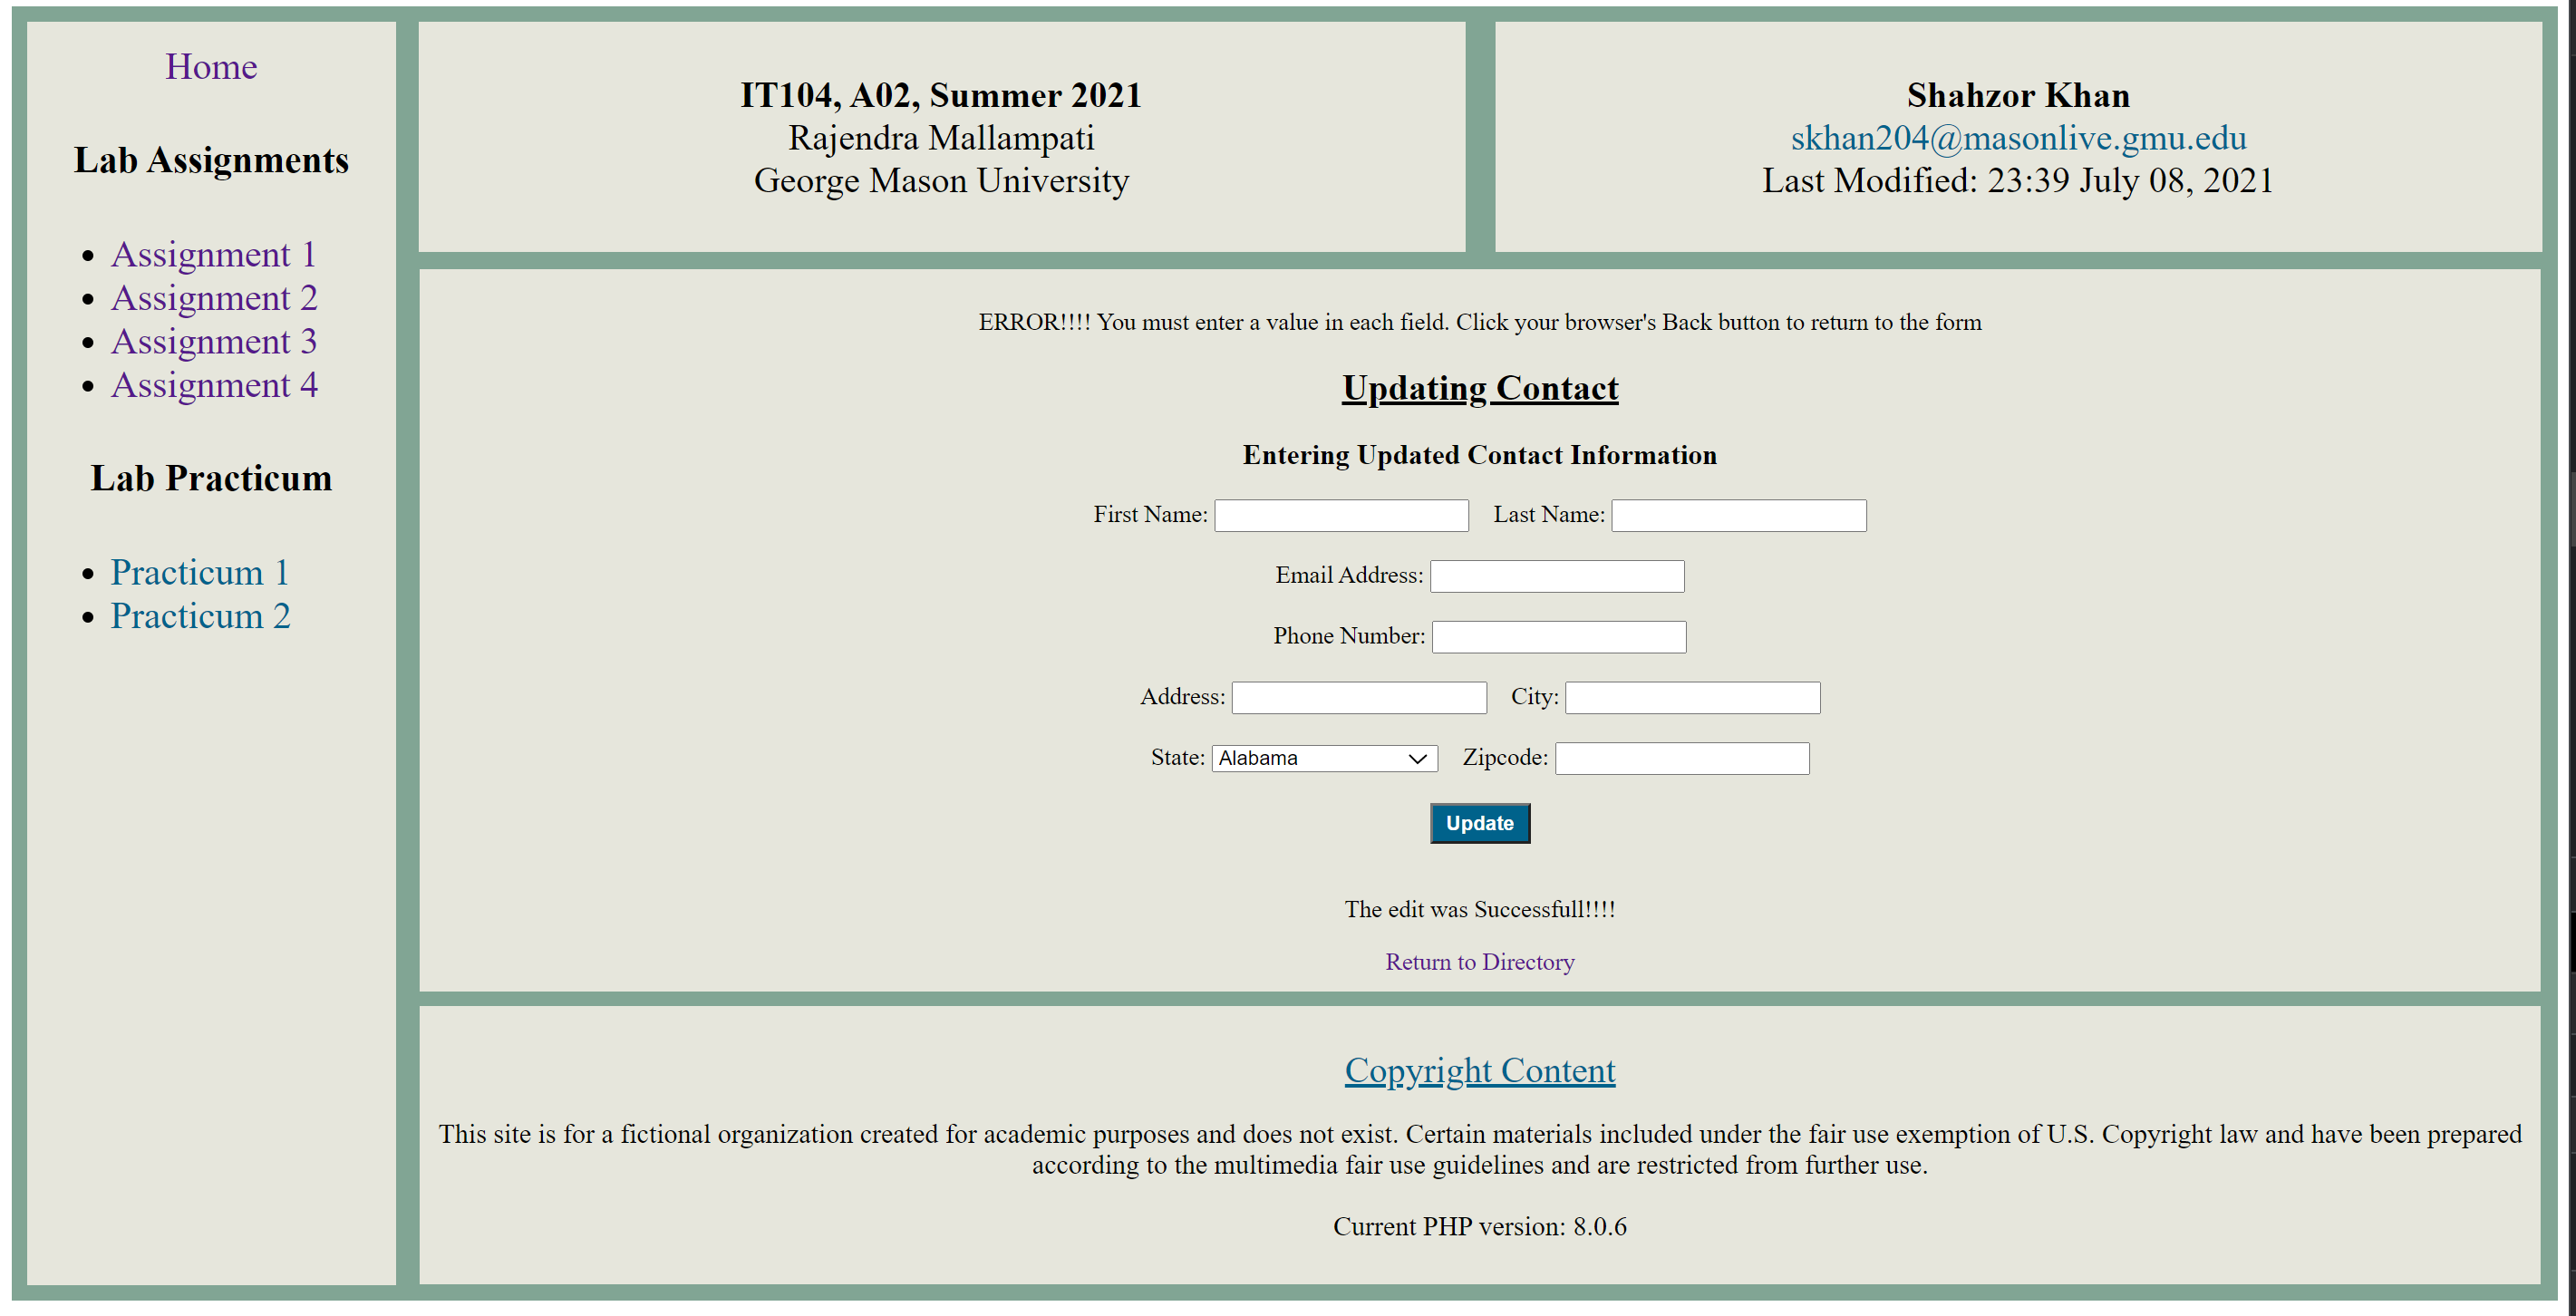 Home
Lab Assignments
Assignment 1
Assignment 2
Assignment 3
Assignment 4
Lab Practicum
Practicum 1
Practicum 2
IT104, A02, Summer 2021
Rajendra Mallampati
George Mason University
Shahzor Khan
skhan204@masonlive.gmu.edu
Last Modified: 23:39 July 08, 2021
ERROR!!!! You must enter a value in each field. Click your browser's Back button to return to the form
Updating Contact
Entering Updated Contact Information
First Name: Last Name:
Email Address:
Phone Number:
Address: City:
State: Alabama Zipcode:
Update
The edit was Successfull!!!!
Return to Directory
Copyright Content
This site is for a fictional organization created for academic purposes and does not exist. Certain materials included under the fair use exemption of U.S. Copyright law and have been prepared
according to the multimedia fair use guidelines and are restricted from further use.
Current PHP version: 8.0.6